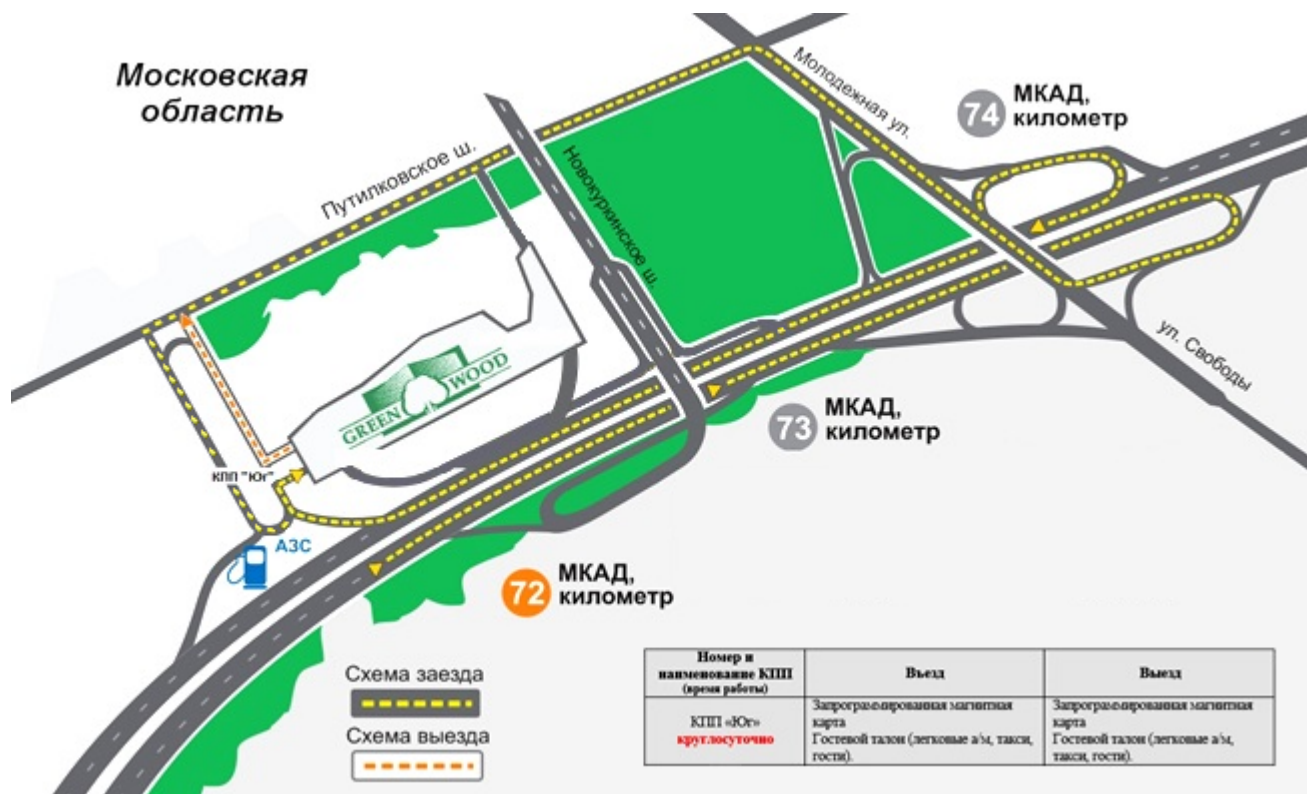 Московская
область
Путилковское ш.
Новокуркинское ш.
Молодежная ул.
74
МКАД,
километр
ул. Свободы
GREEN WOOD
КПП "Юг"
АЗС
73
МКАД,
километр
72
МКАД,
километр
Схема заезда
Схема выезда
Номер и
наименование КПП
(время работы)
Въезд
Выезд
КПП «Юг»
круглосуточно
Запрограммированная магнитная
карта
Гостевой талон (легковые а/м, такси,
гости).
Запрограммированная магнитная
карта
Гостевой талон (легковые а/м,
такси, гости).